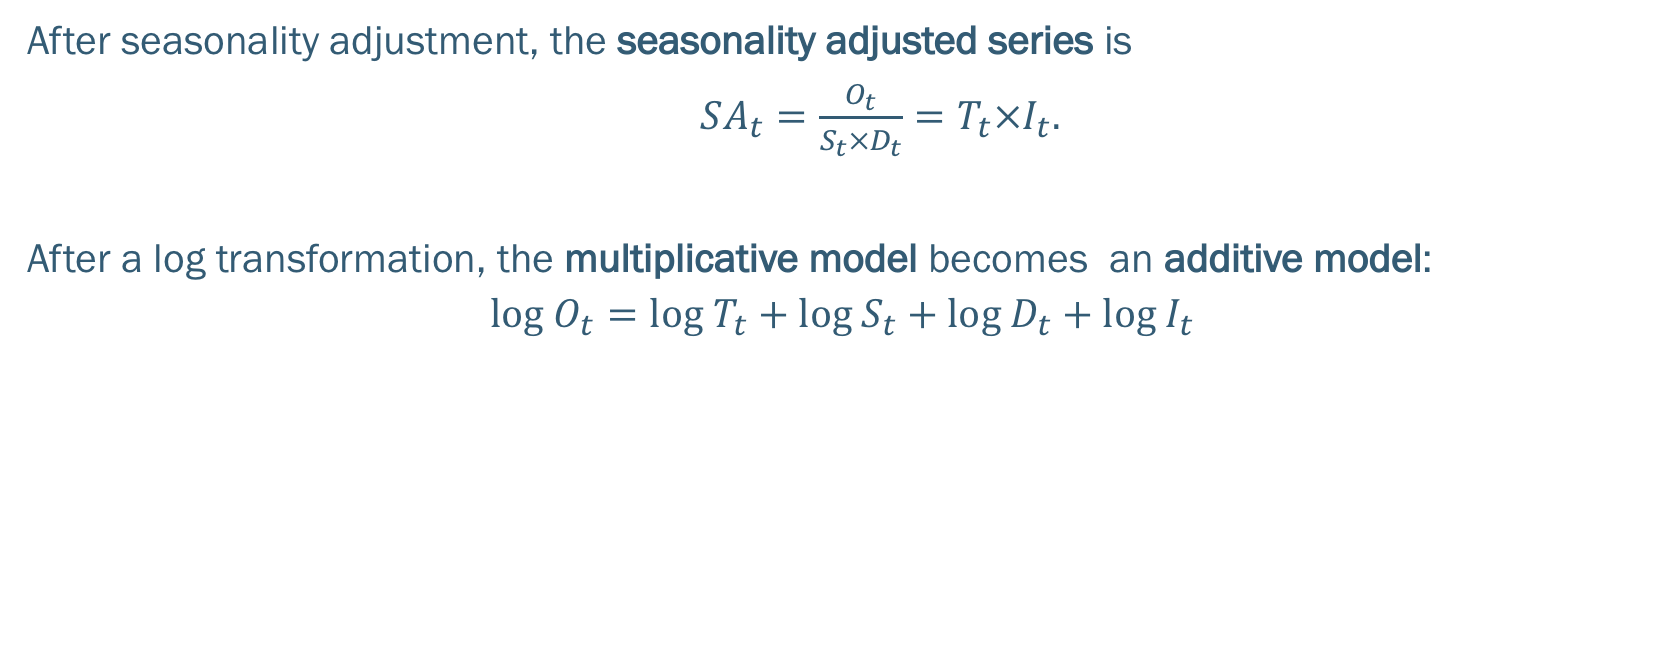 After seasonality adjustment, the seasonality adjusted series is
SA_t = O_t / (S_t × D_t) = T_t × I_t.
After a log transformation, the multiplicative model becomes  an additive model:
log O_t = log T_t + log S_t + log D_t + log I_t